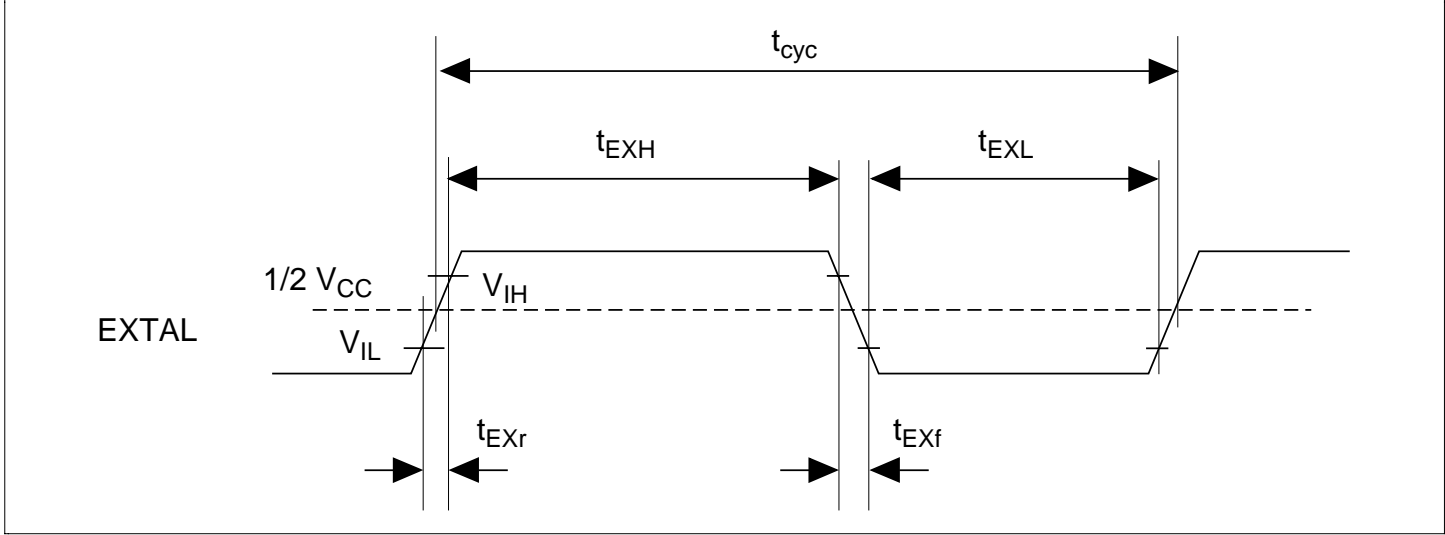 tcyc
tEXH
tEXL
1/2 VCC
VIH
EXTAL
VIL
tEXr
tEXf